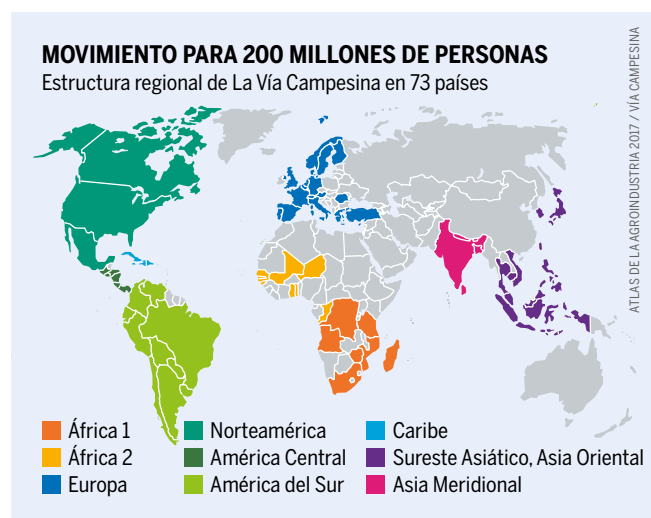 MOVIMIENTO PARA 200 MILLONES DE PERSONAS
Estructura regional de La Vía Campesina en 73 países
ATLAS DE LA AGROINDUSTRIA 2017 / VÍA CAMPESINA
África 1
África 2
Europa
Norteamérica
América Central
América del Sur
Caribe
Sureste Asiático, Asia Oriental
Asia Meridional